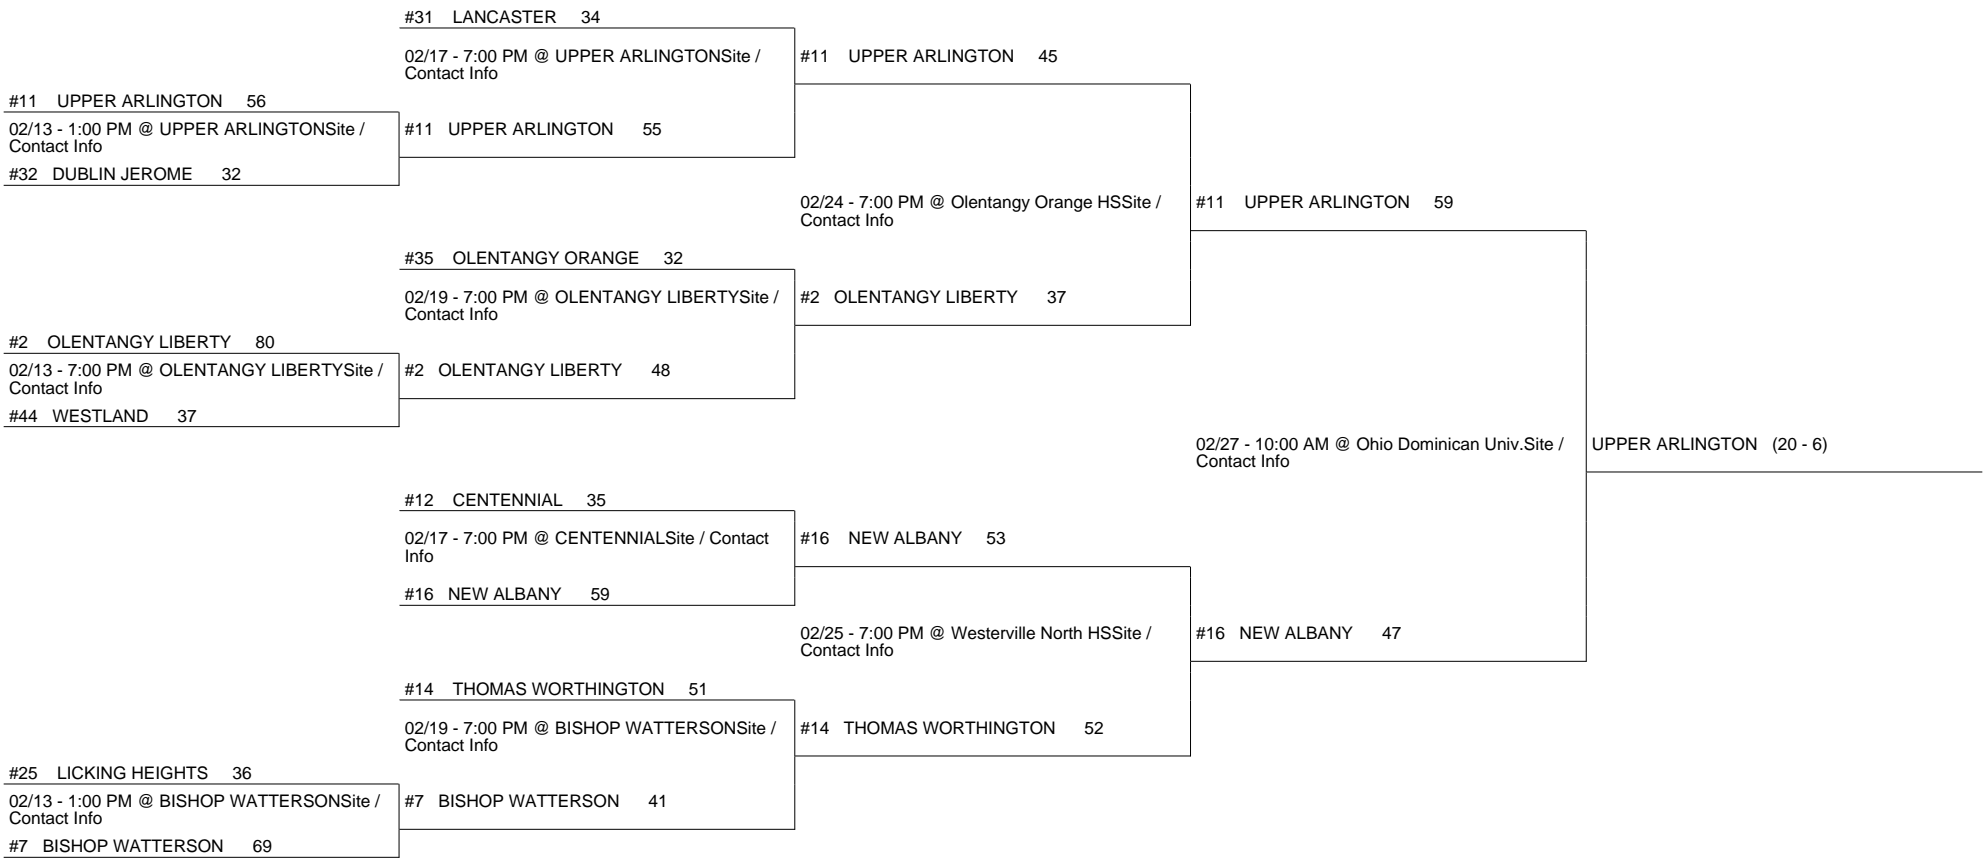 #31 LANCASTER 34
02/17 - 7:00 PM @ UPPER ARLINGTONSite /
Contact Info
#11 UPPER ARLINGTON 45
#11 UPPER ARLINGTON 56
02/13 - 1:00 PM @ UPPER ARLINGTONSite /
Contact Info
#11 UPPER ARLINGTON 55
#32 DUBLIN JEROME 32
02/24 - 7:00 PM @ Olentangy Orange HSSite /
Contact Info
#11 UPPER ARLINGTON 59
#35 OLENTANGY ORANGE 32
02/19 - 7:00 PM @ OLENTANGY LIBERTYSite /
Contact Info
#2 OLENTANGY LIBERTY 37
#2 OLENTANGY LIBERTY 80
02/13 - 7:00 PM @ OLENTANGY LIBERTYSite /
Contact Info
#2 OLENTANGY LIBERTY 48
#44 WESTLAND 37
02/27 - 10:00 AM @ Ohio Dominican Univ.Site /
Contact Info
UPPER ARLINGTON (20 - 6)
#12 CENTENNIAL 35
02/17 - 7:00 PM @ CENTENNIALSite / Contact
Info
#16 NEW ALBANY 53
#16 NEW ALBANY 59
02/25 - 7:00 PM @ Westerville North HSSite /
Contact Info
#16 NEW ALBANY 47
#14 THOMAS WORTHINGTON 51
02/19 - 7:00 PM @ BISHOP WATTERSONSite /
Contact Info
#14 THOMAS WORTHINGTON 52
#25 LICKING HEIGHTS 36
02/13 - 1:00 PM @ BISHOP WATTERSONSite /
Contact Info
#7 BISHOP WATTERSON 41
#7 BISHOP WATTERSON 69